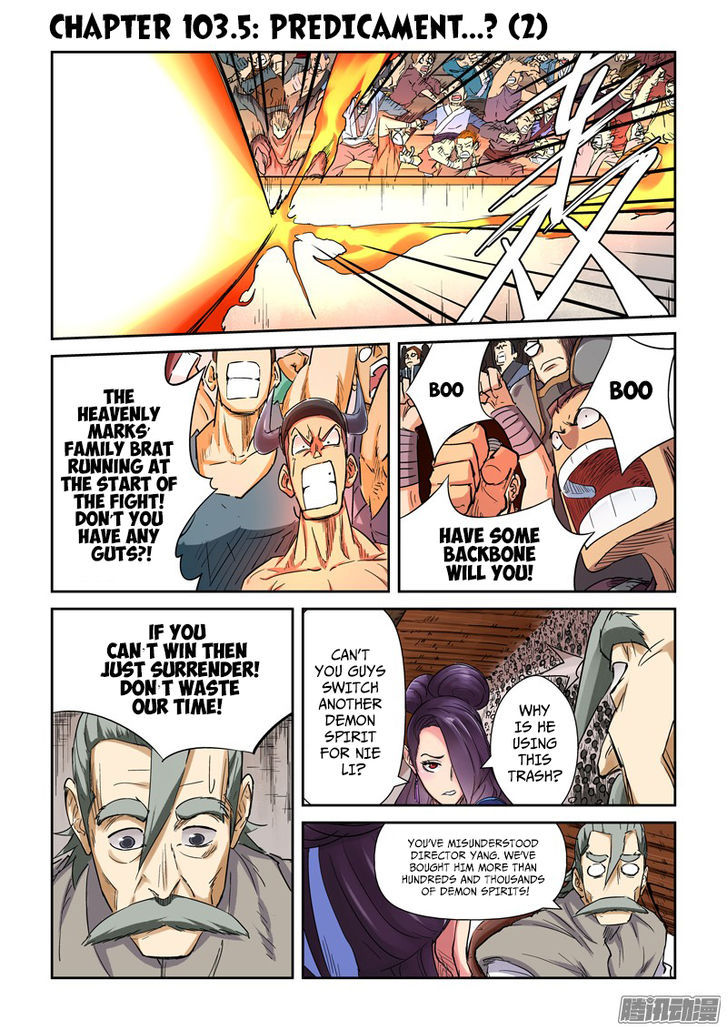 CHAPTER 103.5: PREDICAMENT...? (2)
THE
HEAVENLY
MARKS'
FAMILY BRAT
RUNNING AT
THE START OF
THE FIGHT!
DON'T YOU
HAVE ANY
GUTS?!
BOO
BOO
HAVE SOME
BACKBONE
WILL YOU!
IF YOU
CAN'T WIN THEN
JUST SURRENDER!
DON'T WASTE
OUR TIME!
CAN'T
YOU GUYS
SWITCH
ANOTHER
DEMON
SPIRIT
FOR NIE
LI?
WHY
IS HE
USING
THIS
TRASH?
YOU'VE MISUNDERSTOOD
DIRECTOR YANG. WE'VE
BOUGHT HIM MORE THAN
HUNDREDS AND THOUSANDS
OF DEMON SPIRITS!
腾讯动漫